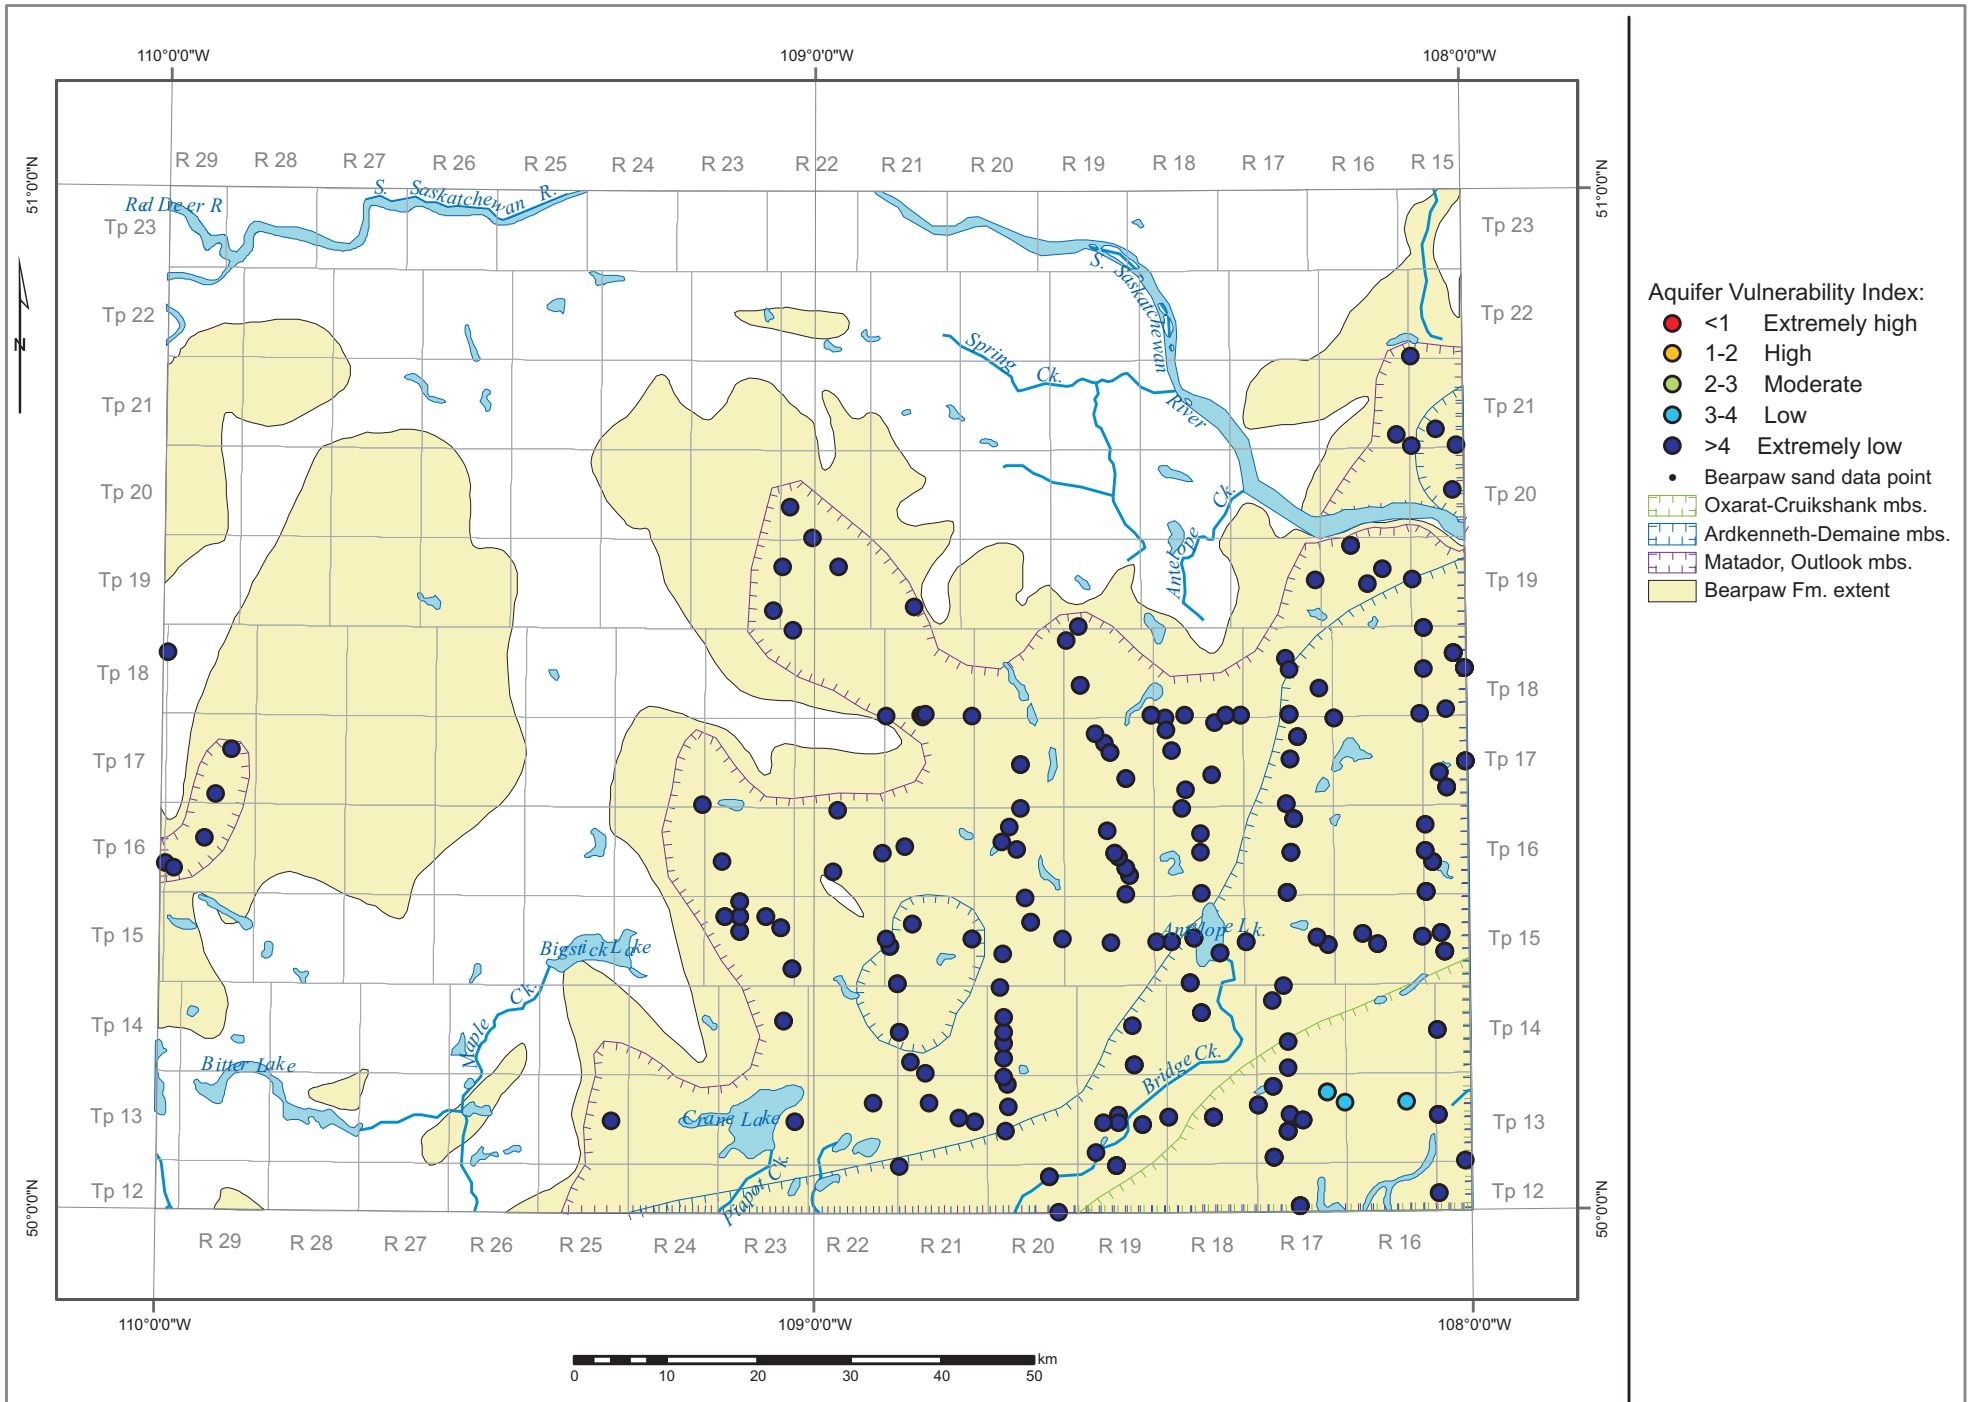 110°0'0"W 109°0'0"W 108°0'0"W
51°0'0"N 51°0'0"N
R 29 R 28 R 27 R 26 R 25 R 24 R 23 R 22 R 21 R 20 R 19 R 18 R 17 R 16 R 15
Red Deer R
S. Saskatchewan R.
Tp 23 Tp 23
S. Saskatchewan
River
N
Tp 22 Tp 22
Spring Ck.
Tp 21 Tp 21
Tp 20 Tp 20
Antelope Ck.
Tp 19 Tp 19
Tp 18 Tp 18
Tp 17 Tp 17
Tp 16 Tp 16
Tp 15 Tp 15
Bigstick Lake
Antelope Lk.
Maple Ck.
Tp 14 Tp 14
Bitter Lake
Bridge Ck.
Tp 13 Tp 13
Crane Lake
Piapot Ck.
Tp 12 Tp 12
50°0'0"N 50°0'0"N
R 29 R 28 R 27 R 26 R 25 R 24 R 23 R 22 R 21 R 20 R 19 R 18 R 17 R 16
110°0'0"W 109°0'0"W 108°0'0"W
km
0 10 20 30 40 50
Aquifer Vulnerability Index:
<1 Extremely high
1-2 High
2-3 Moderate
3-4 Low
>4 Extremely low
Bearpaw sand data point
Oxarat-Cruikshank mbs.
Ardkenneth-Demaine mbs.
Matador, Outlook mbs.
Bearpaw Fm. extent